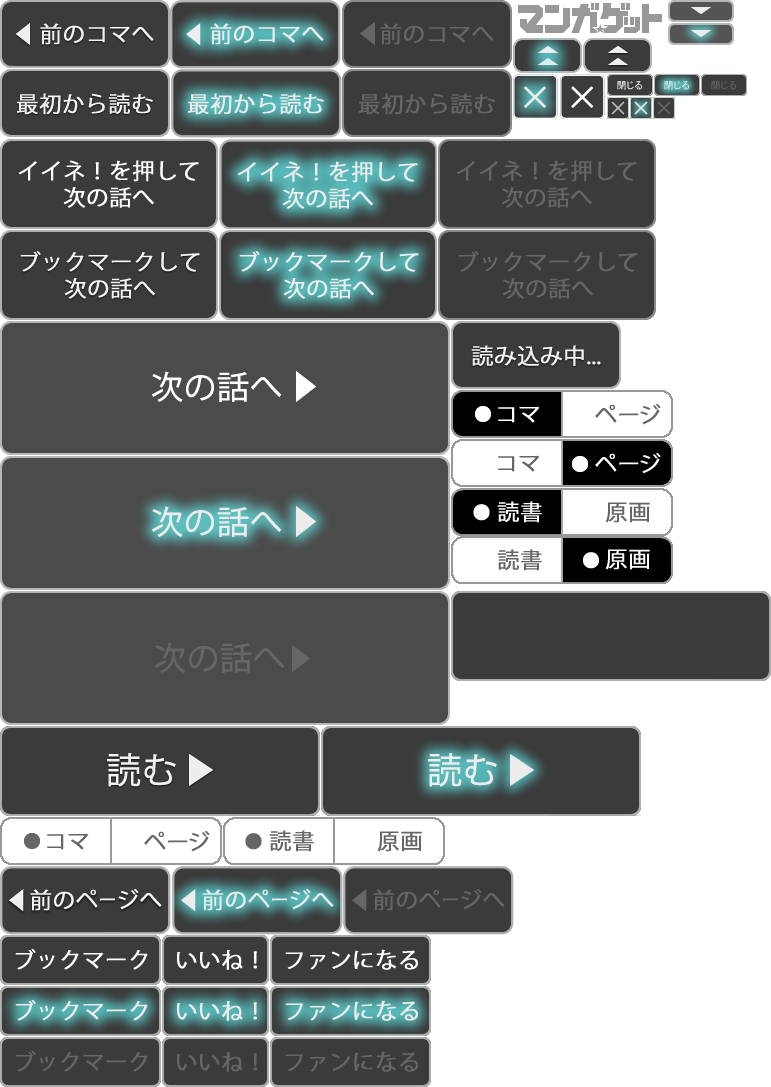 前のコマへ
前のコマへ
前のコマへ
マンガ☆ゲット
最初から読む
最初から読む
最初から読む
閉じる
閉じる
閉じる
イイネ！を押して
次の話へ
イイネ！を押して
次の話へ
イイネ！を押して
次の話へ
ブックマークして
次の話へ
ブックマークして
次の話へ
ブックマークして
次の話へ
次の話へ
読み込み中...
コマ
ページ
コマ
ページ
次の話へ
読書
原画
読書
原画
次の話へ
読む
読む
コマ
ページ
読書
原画
前のページへ
前のページへ
前のページへ
ブックマーク
いいね！
ファンになる
ブックマーク
いいね！
ファンになる
ブックマーク
いいね！
ファンになる